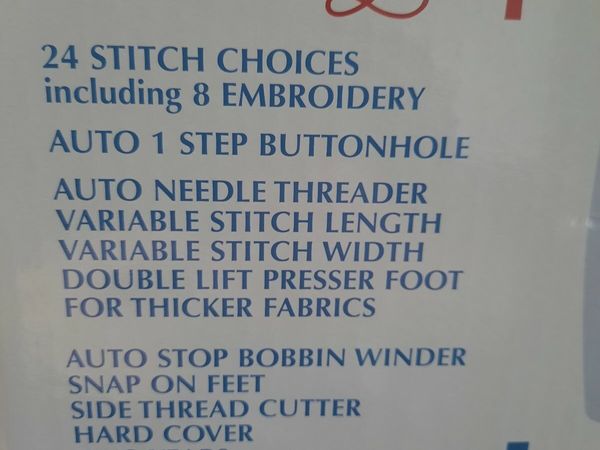 24 STITCH CHOICES
including 8 EMBROIDERY
AUTO 1 STEP BUTTONHOLE
AUTO NEEDLE THREADER
VARIABLE STITCH LENGTH
VARIABLE STITCH WIDTH
DOUBLE LIFT PRESSER FOOT
FOR THICKER FABRICS
AUTO STOP BOBBIN WINDER
SNAP ON FEET
SIDE THREAD CUTTER
HARD COVER